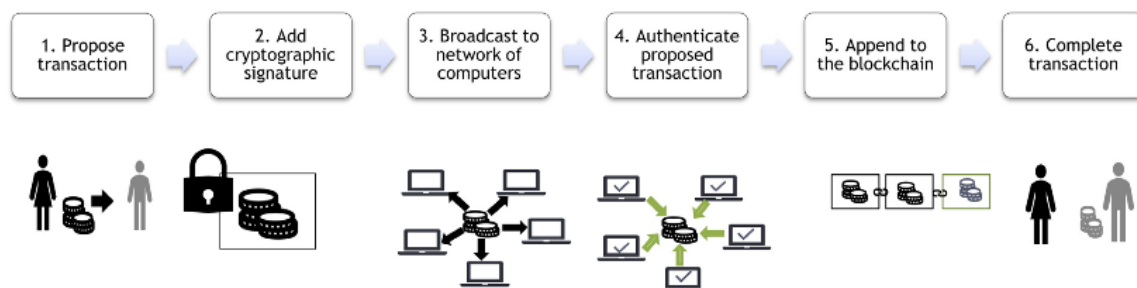 1. Propose
transaction
2. Add
cryptographic
signature
3. Broadcast to
network of
computers
4. Authenticate
proposed
transaction
5. Append to
the blockchain
6. Complete
transaction